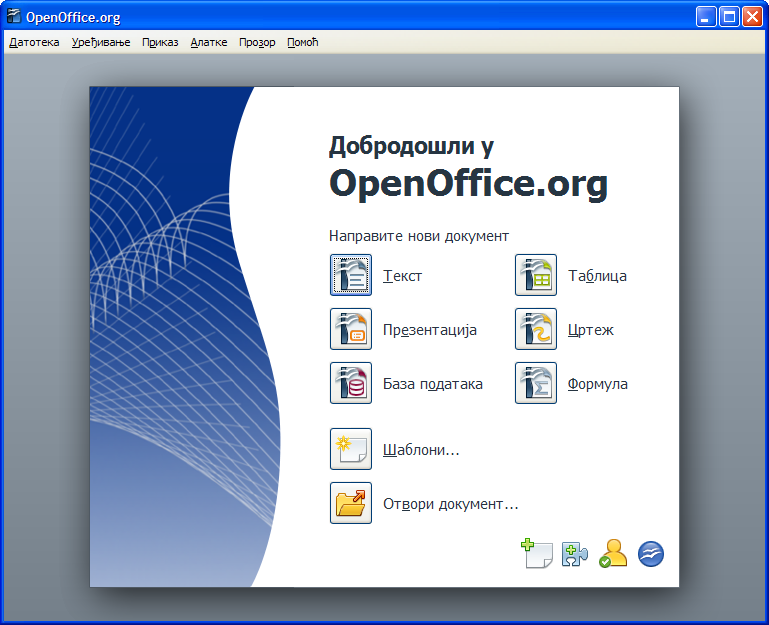 OpenOffice.org
Датотека Уређивање Приказ Алатке Прозор Помоћ
Добродошли у
OpenOffice.org
Направите нови документ
Текст Таблица
Презентација Цртеж
База података Формула
Шаблони...
Отвори документ...